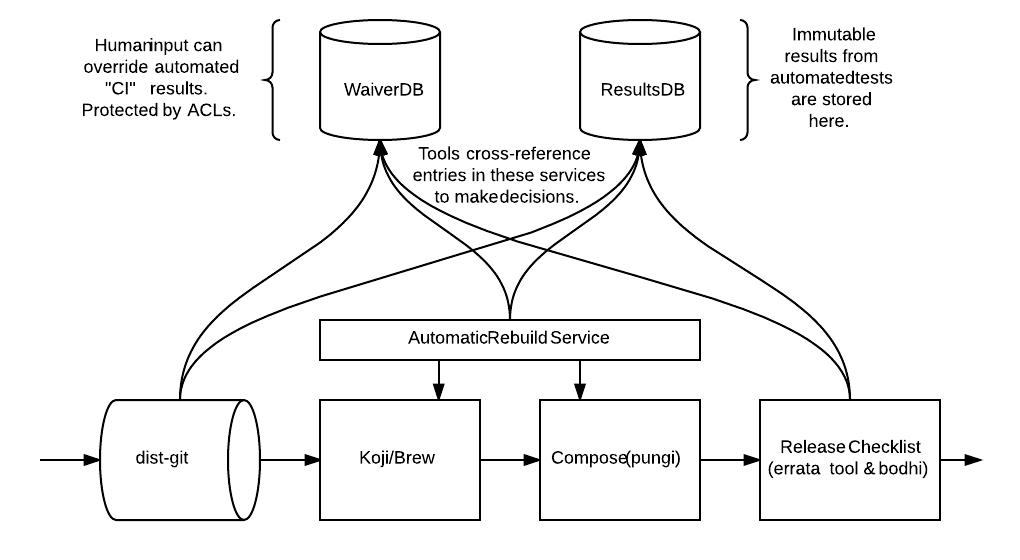 Humaninput can
override automated
"CI" results.
Protected by ACLs.
WaiverDB
ResultsDB
Immutable
results from
automatedtests
are stored
here.
Tools cross-reference
entries in these services
to makedecisions.
AutomaticRebuild Service
dist-git
Koji/Brew
Compose(pungi)
Release Checklist
(errata tool & bodhi)